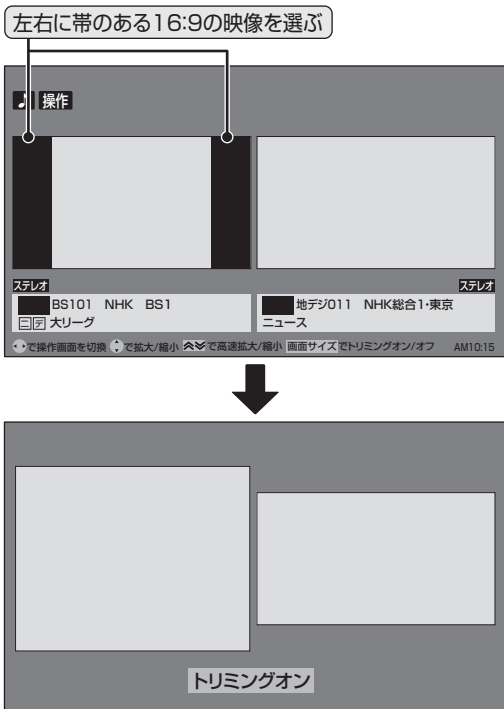 左右に帯のある16:9の映像を選ぶ
♪ 操作
ステレオ
ステレオ
BS101 NHK BS1
二デ 大リーグ
地デジ011 NHK総合1・東京
ニュース
で操作画面を切換 で拡大/縮小 で高速拡大/縮小 画面サイズでトリミングオン/オフ AM10:15
トリミングオン